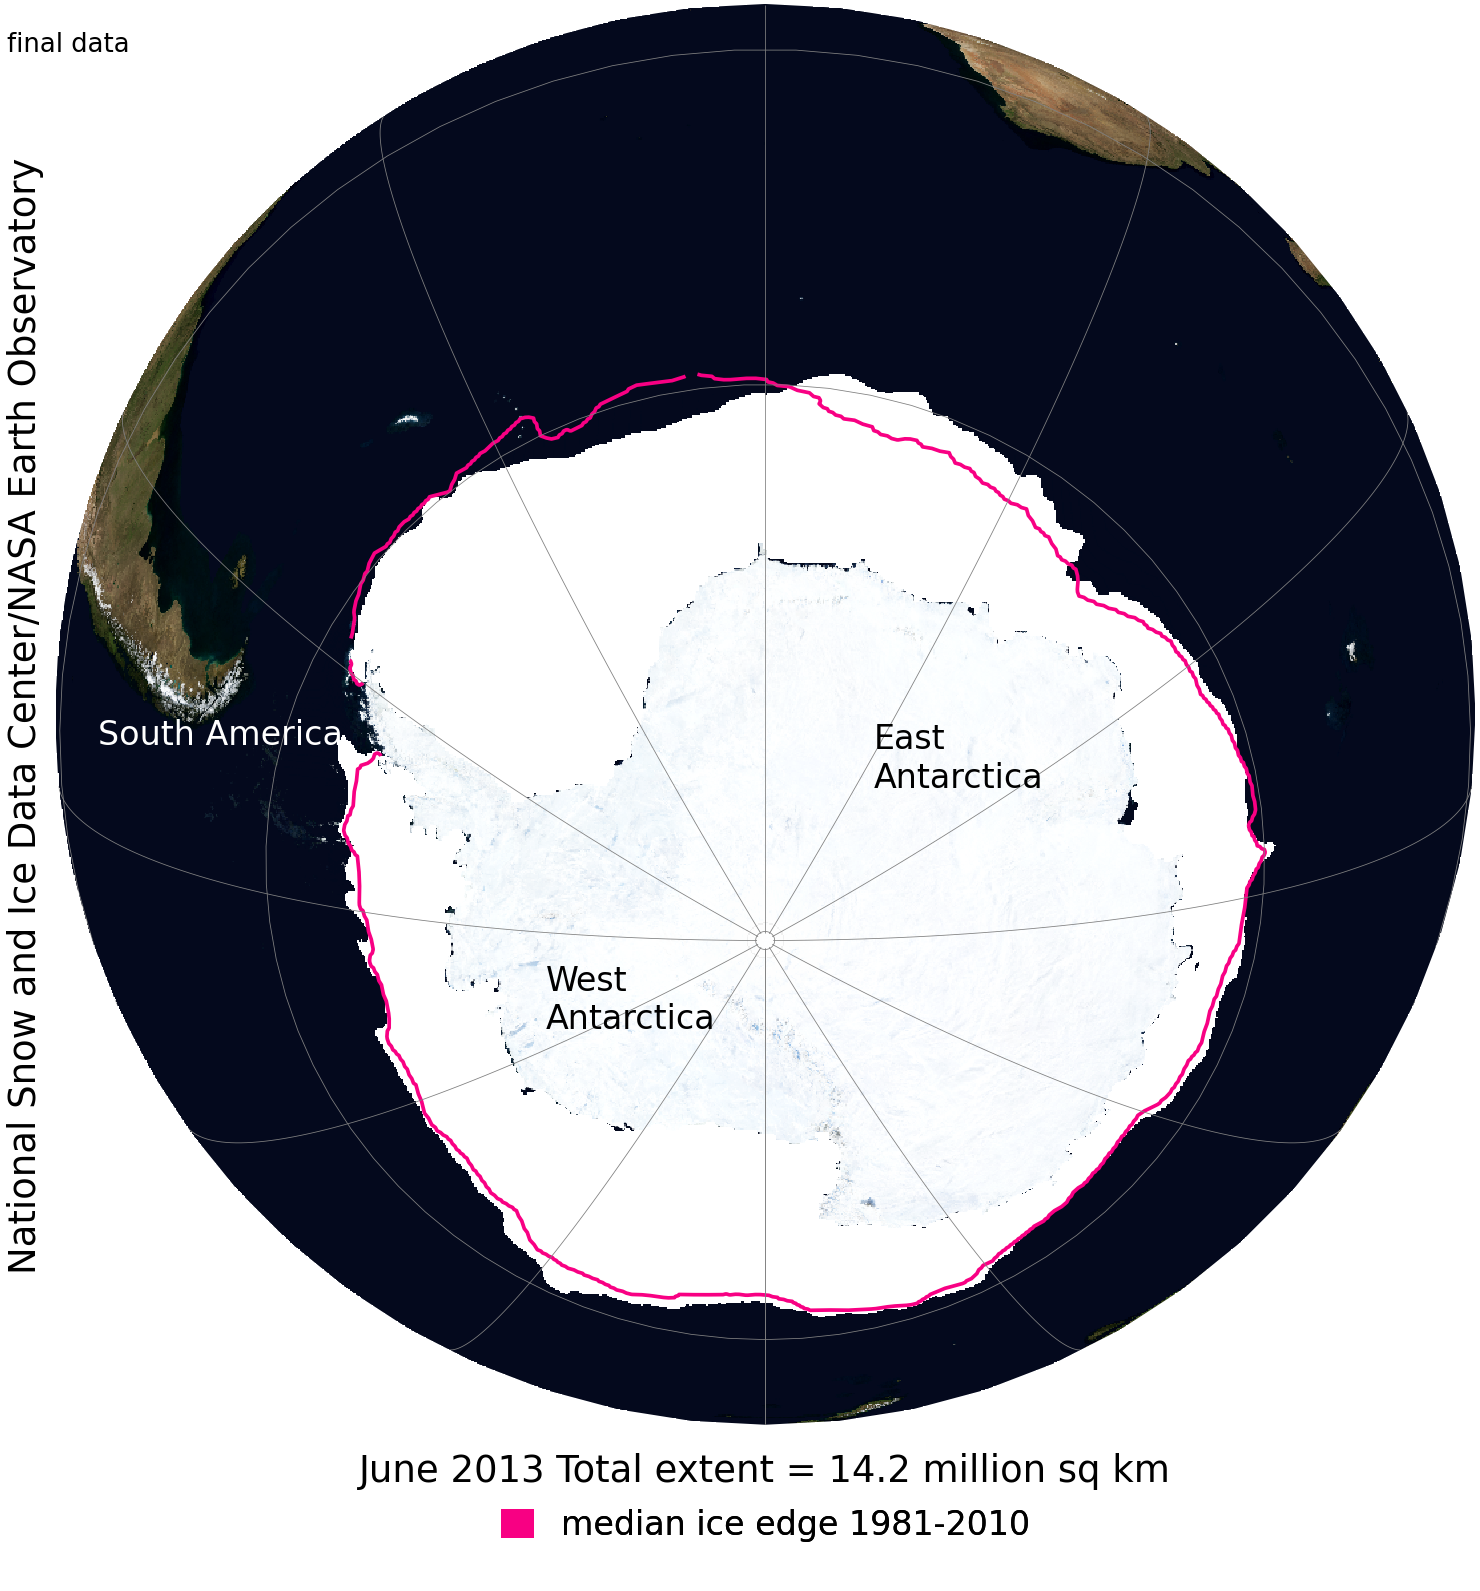 final data
National Snow and Ice Data Center/NASA Earth Observatory
South America
East
Antarctica
West
Antarctica
June 2013 Total extent = 14.2 million sq km
median ice edge 1981-2010